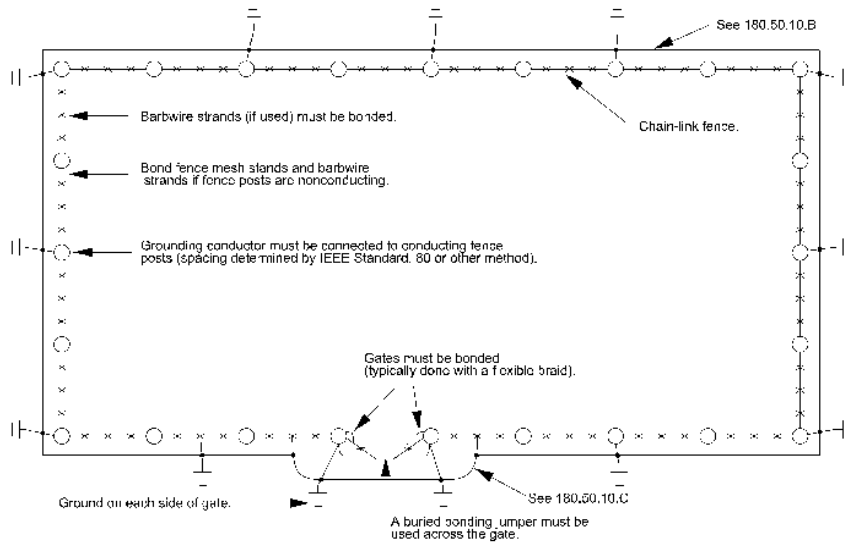 See 180.50.10.B
Chain-link fence.
Barbwire strands (if used) must be bonded.
Bond fence mesh stands and barbwire
strands if fence posts are nonconducting.
Grounding conductor must be connected to conducting fence
posts (spacing determined by IEEE Standard. 80 or other method).
Gates must be bonded
(typically done with a flexible braid).
Ground on each side of gate.
See 180.50.10.C
A buried bonding jumper must be
used across the gate.